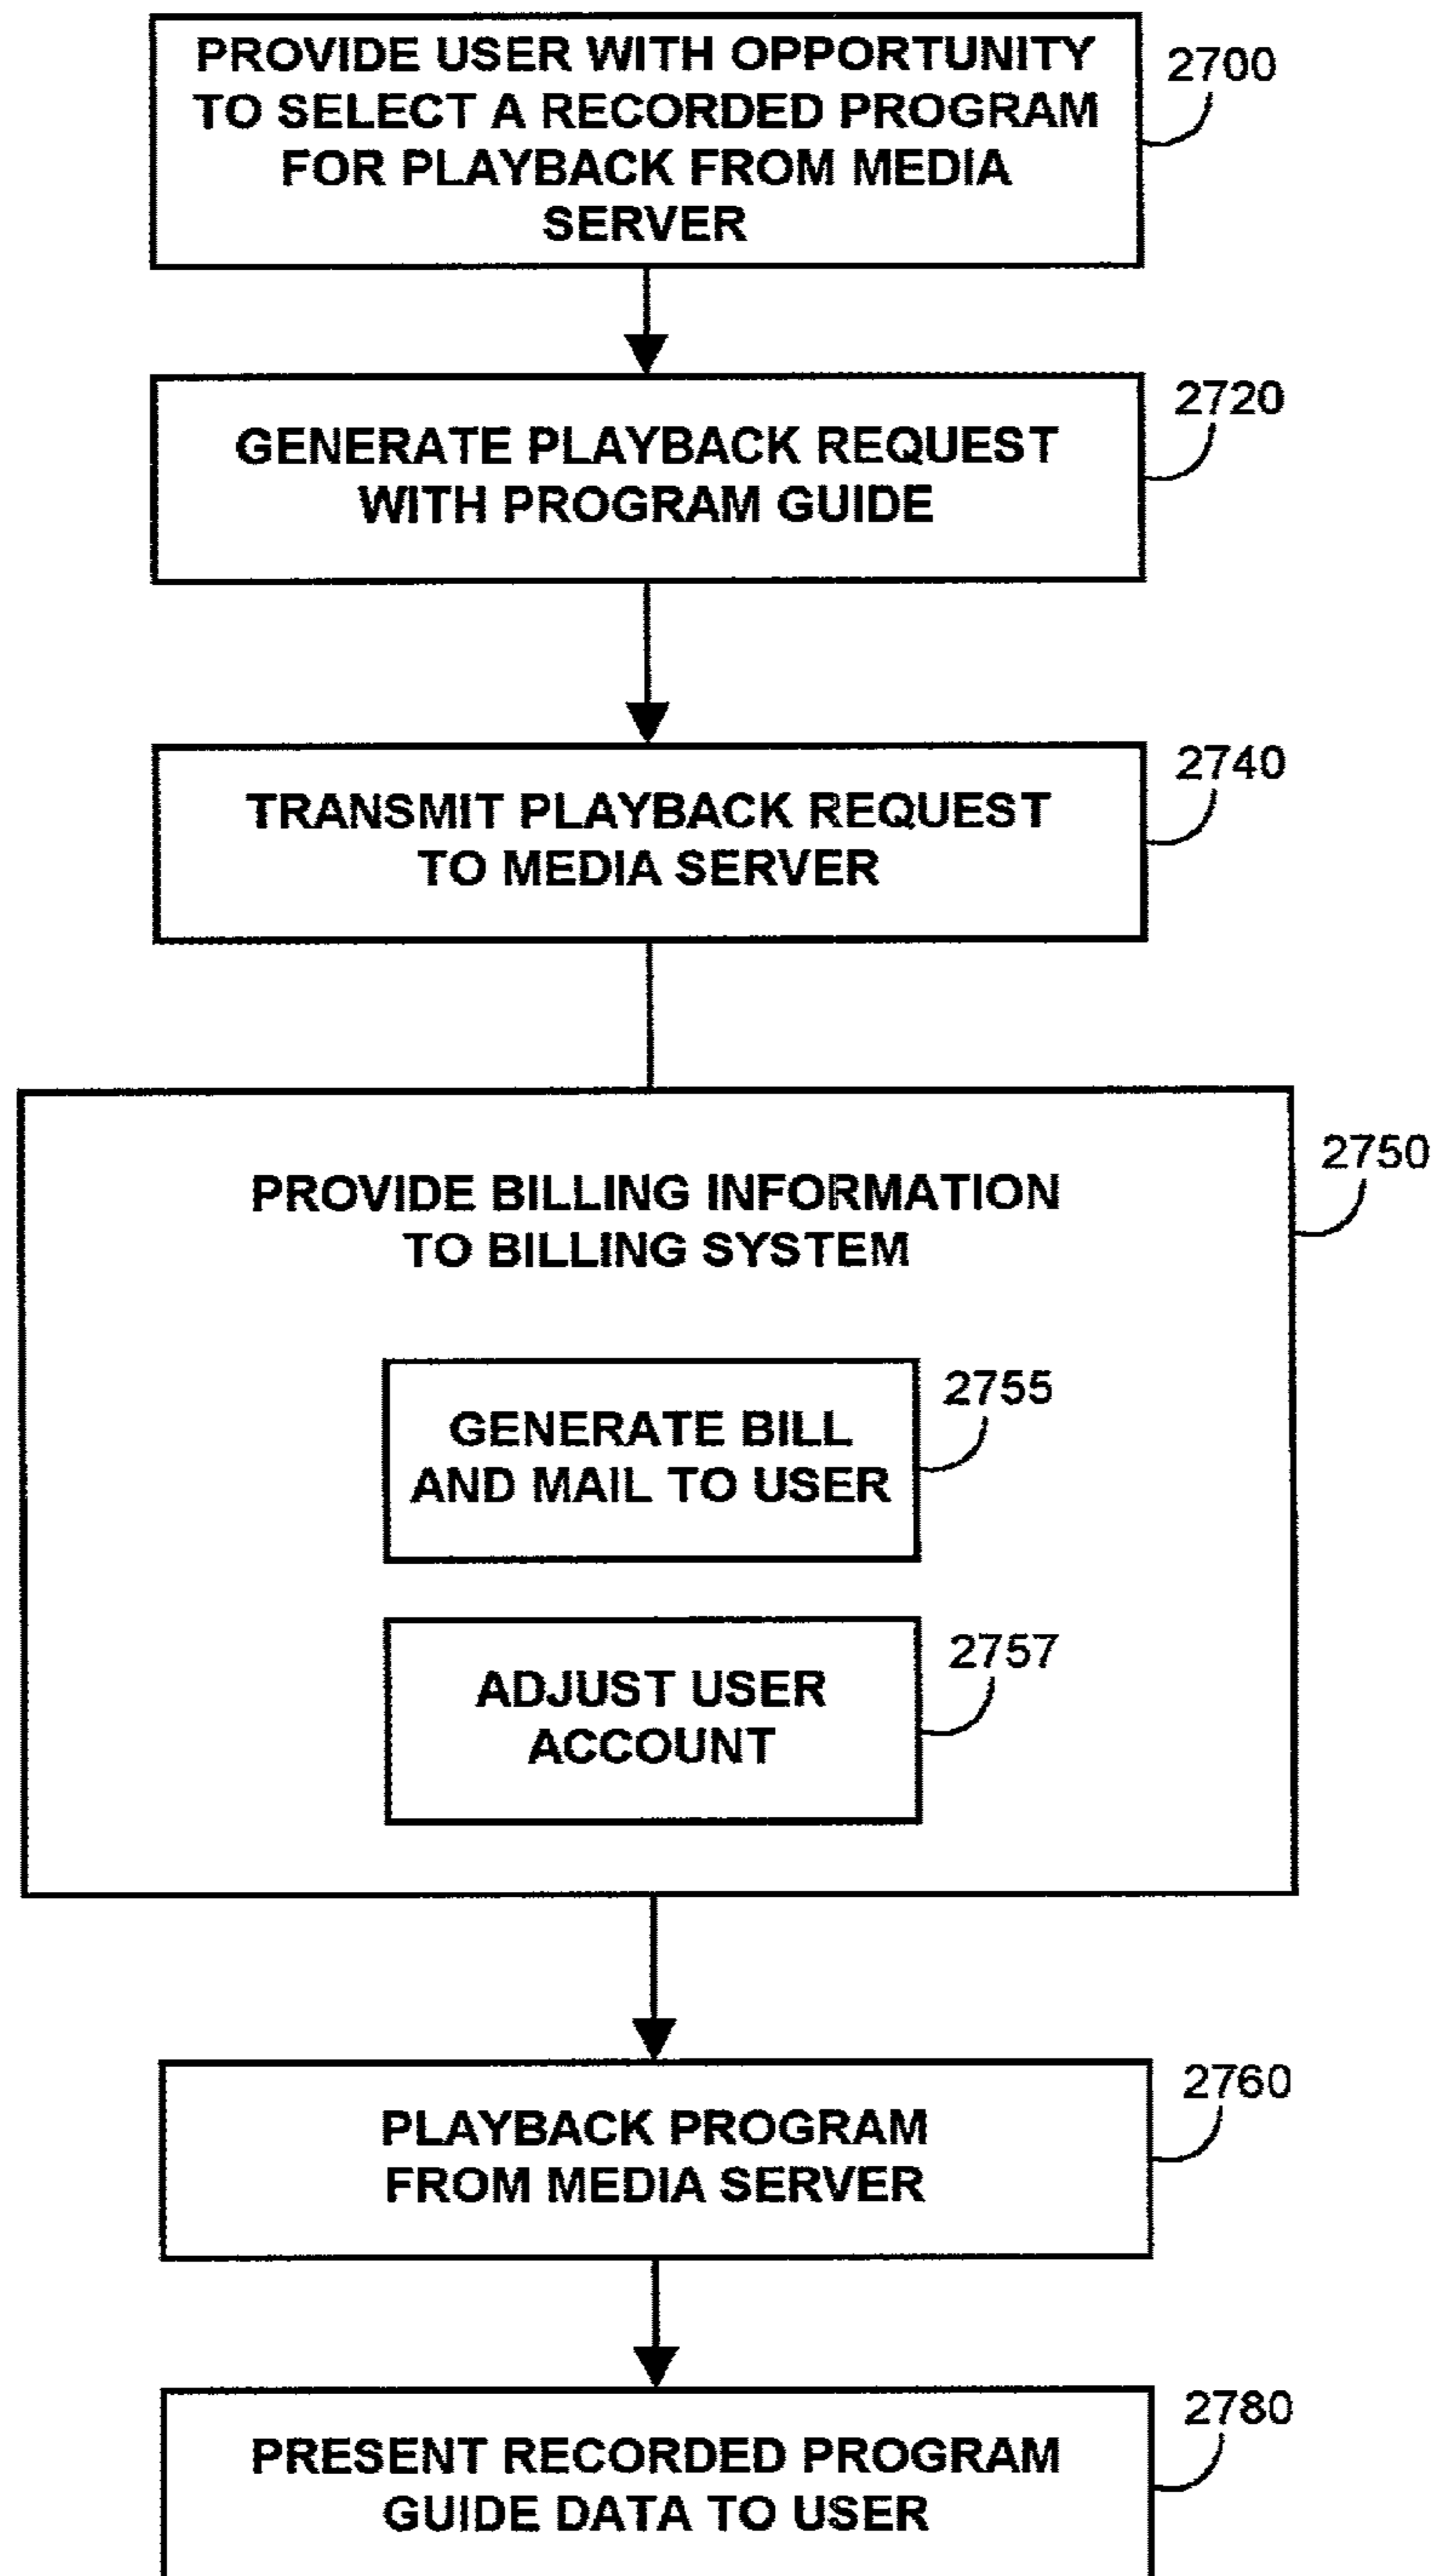 PROVIDE USER WITH OPPORTUNITY
TO SELECT A RECORDED PROGRAM
FOR PLAYBACK FROM MEDIA
SERVER
2700
GENERATE PLAYBACK REQUEST
WITH PROGRAM GUIDE
2720
TRANSMIT PLAYBACK REQUEST
TO MEDIA SERVER
2740
PROVIDE BILLING INFORMATION
TO BILLING SYSTEM
2750
GENERATE BILL
AND MAIL TO USER
2755
ADJUST USER
ACCOUNT
2757
PLAYBACK PROGRAM
FROM MEDIA SERVER
2760
PRESENT RECORDED PROGRAM
GUIDE DATA TO USER
2780